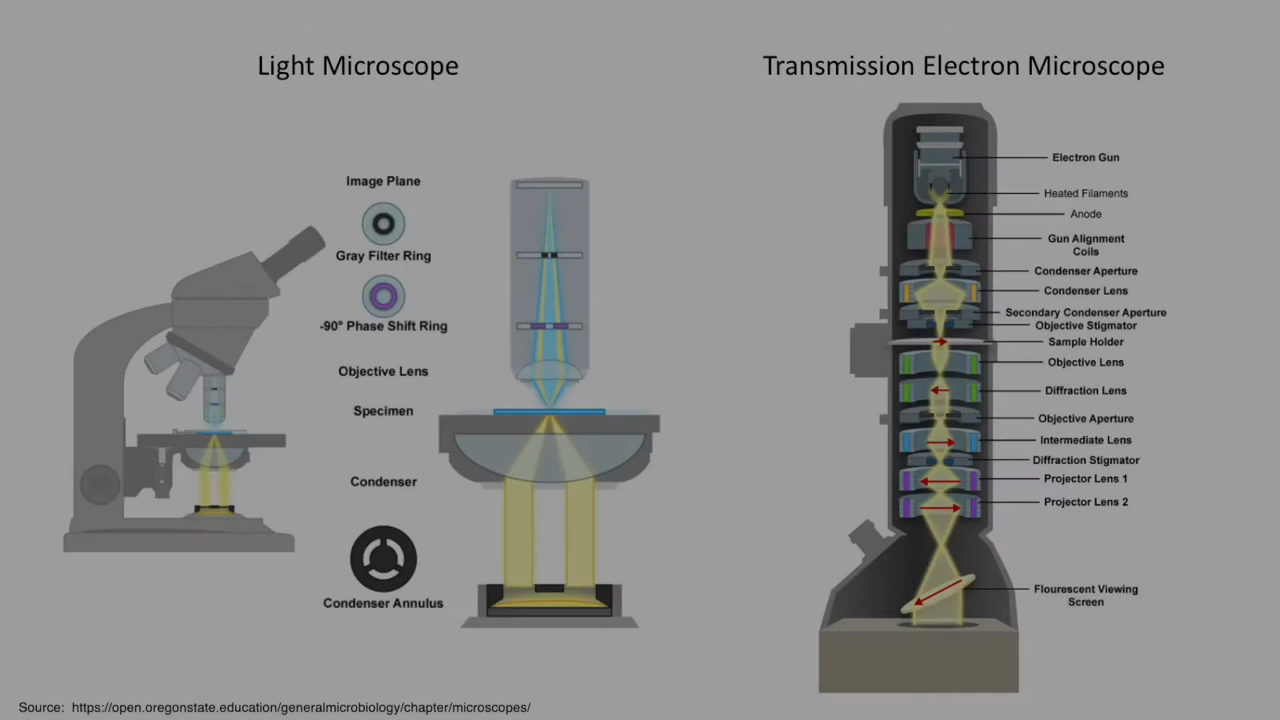 Light Microscope
Transmission Electron Microscope
Image Plane
Gray Filter Ring
-90° Phase Shift Ring
Objective Lens
Specimen
Condenser
Condenser Annulus
Electron Gun
Heated Filaments
Anode
Gun Alignment
Coils
Condenser Aperture
Condenser Lens
Secondary Condenser Aperture
Objective Stigmator
Sample Holder
Objective Lens
Diffraction Lens
Objective Aperture
Intermediate Lens
Diffraction Stigmator
Projector Lens 1
Projector Lens 2
Flourescent Viewing
Screen
Source: https://open.oregonstate.education/generalmicrobiology/chapter/microscopes/